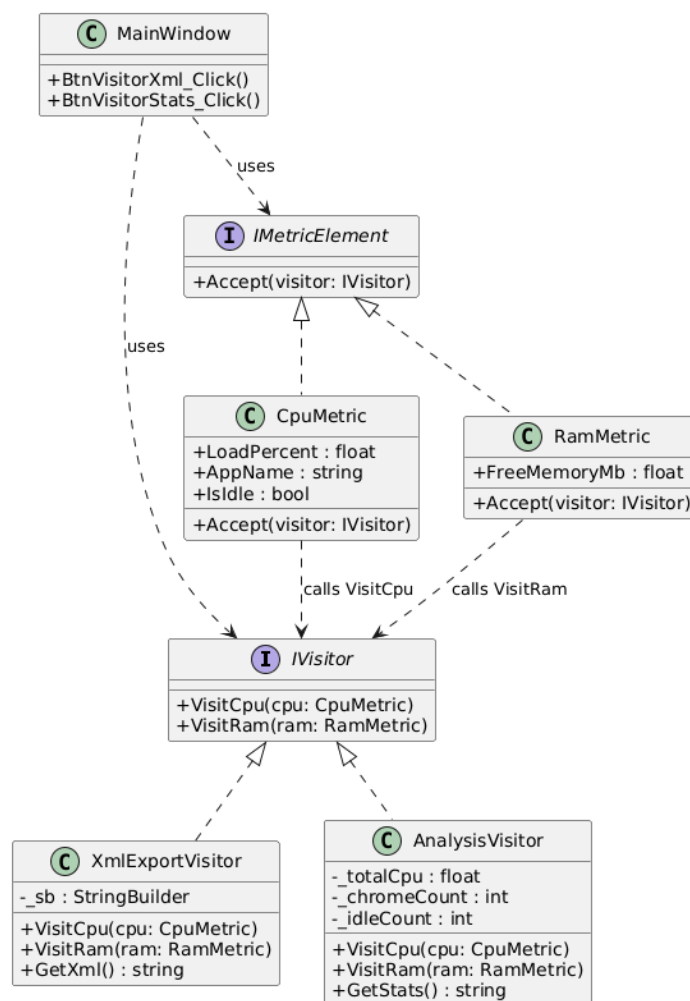 C MainWindow
+BtnVisitorXml_Click()
+BtnVisitorStats_Click()
uses
I IMetricElement
+Accept(visitor: IVisitor)
uses
C CpuMetric
+LoadPercent : float
+AppName : string
+IsIdle : bool
+Accept(visitor: IVisitor)
C RamMetric
+FreeMemoryMb : float
+Accept(visitor: IVisitor)
calls VisitCpu
calls VisitRam
I IVisitor
+VisitCpu(cpu: CpuMetric)
+VisitRam(ram: RamMetric)
C XmlExportVisitor
-_sb : StringBuilder
+VisitCpu(cpu: CpuMetric)
+VisitRam(ram: RamMetric)
+GetXml() : string
C AnalysisVisitor
-_totalCpu : float
-_chromeCount : int
-_idleCount : int
+VisitCpu(cpu: CpuMetric)
+VisitRam(ram: RamMetric)
+GetStats() : string